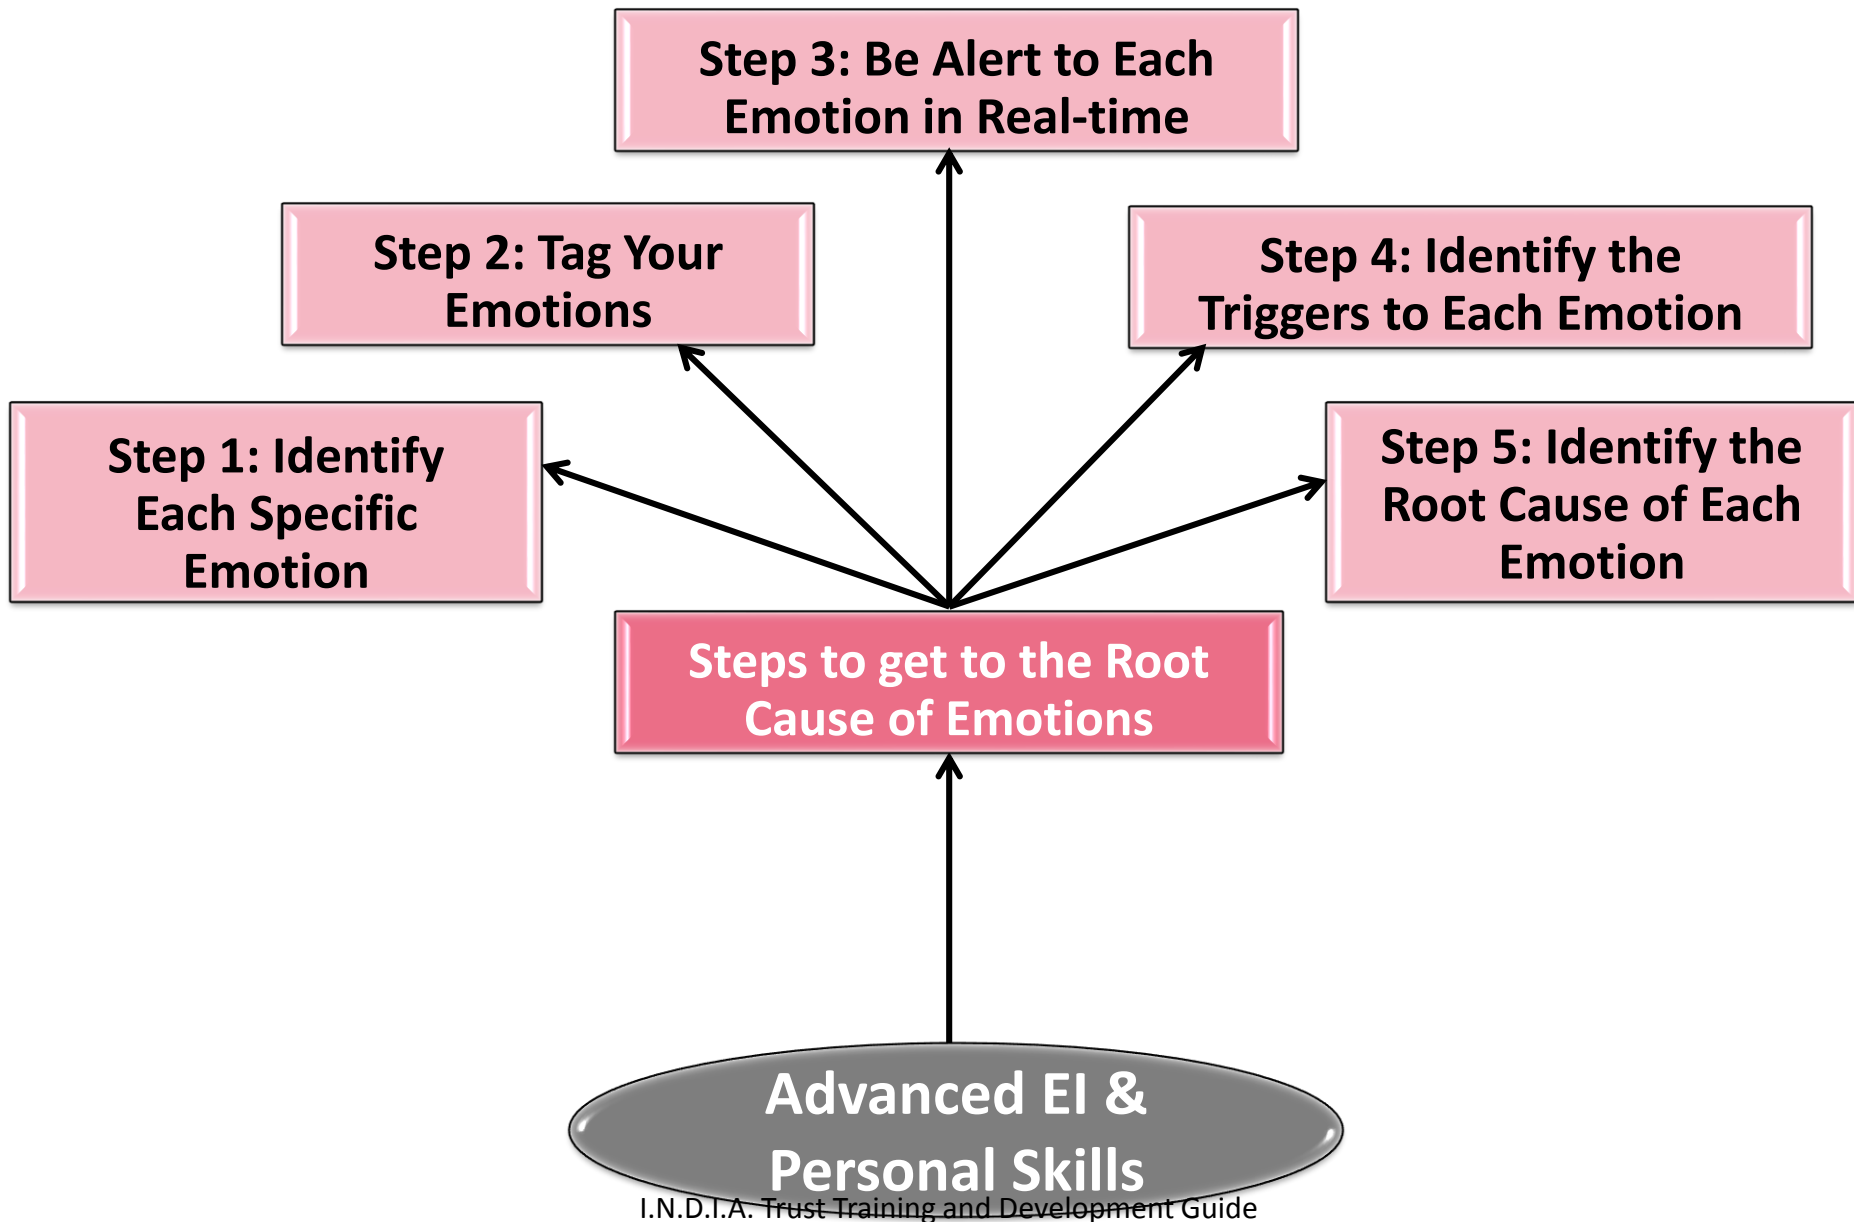 Step 3: Be Alert to Each
Emotion in Real-time
Step 2: Tag Your
Emotions
Step 4: Identify the
Triggers to Each Emotion
Step 1: Identify
Each Specific
Emotion
Step 5: Identify the
Root Cause of Each
Emotion
Steps to get to the Root
Cause of Emotions
Advanced EI &
Personal Skills
I.N.D.I.A. Trust Training and Development Guide